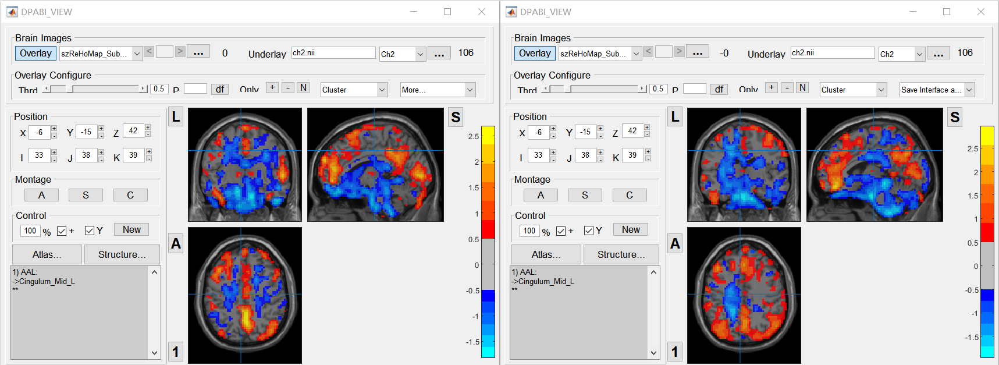 DPABI_VIEW
Brain Images
Overlay szReHoMap_Sub... < > ... 0 Underlay ch2.nii Ch2 ... 106
Overlay Configure
Thrd 0.5 P df Only + - N Cluster More...
Position
X -6 + - Y -15 + - Z 42 + -
I 33 + - J 38 + - K 39 + -
Montage
A S C
Control
100 % + Y New
Atlas... Structure...
1) AAL:
->Cingulum_Mid_L
**
L
S
A
1
2.5
2
1.5
1
0.5
0
-0.5
-1
-1.5
DPABI_VIEW
Brain Images
Overlay szReHoMap_Sub... < > ... -0 Underlay ch2.nii Ch2 ... 106
Overlay Configure
Thrd 0.5 P df Only + - N Cluster Save Interface a...
Position
X -6 + - Y -15 + - Z 42 + -
I 33 + - J 38 + - K 39 + -
Montage
A S C
Control
100 % + Y New
Atlas... Structure...
1) AAL:
->Cingulum_Mid_L
**
L
S
A
1
2.5
2
1.5
1
0.5
0
-0.5
-1
-1.5